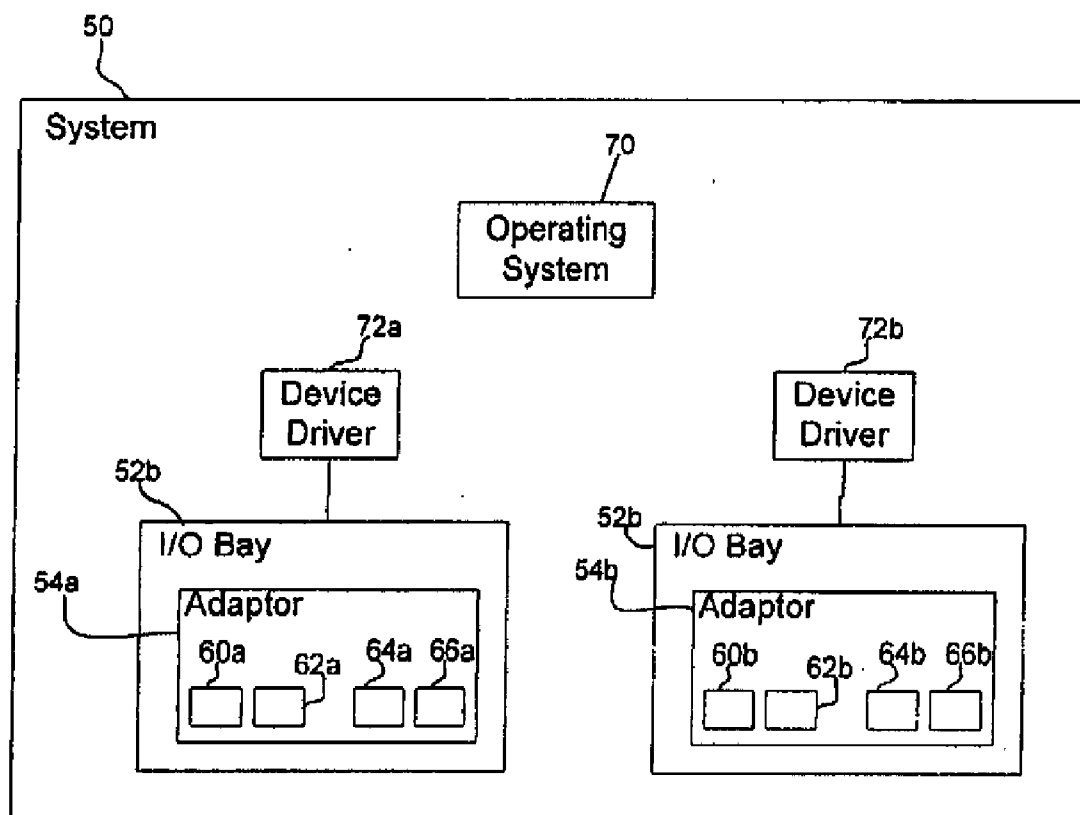 50
System
70
Operating
System
72a
72b
Device
Driver
Device
Driver
52b
I/O Bay
52b
I/O Bay
54a
Adaptor
54b
Adaptor
60a
62a
64a
66a
60b
62b
64b
66b